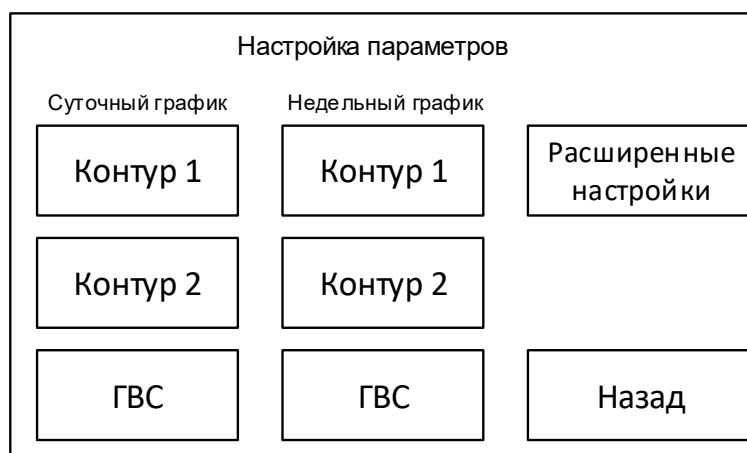 Настройка параметров
Суточный график
Недельный график
Контур 1
Контур 1
Расширенные
настройки
Контур 2
Контур 2
ГВС
ГВС
Назад